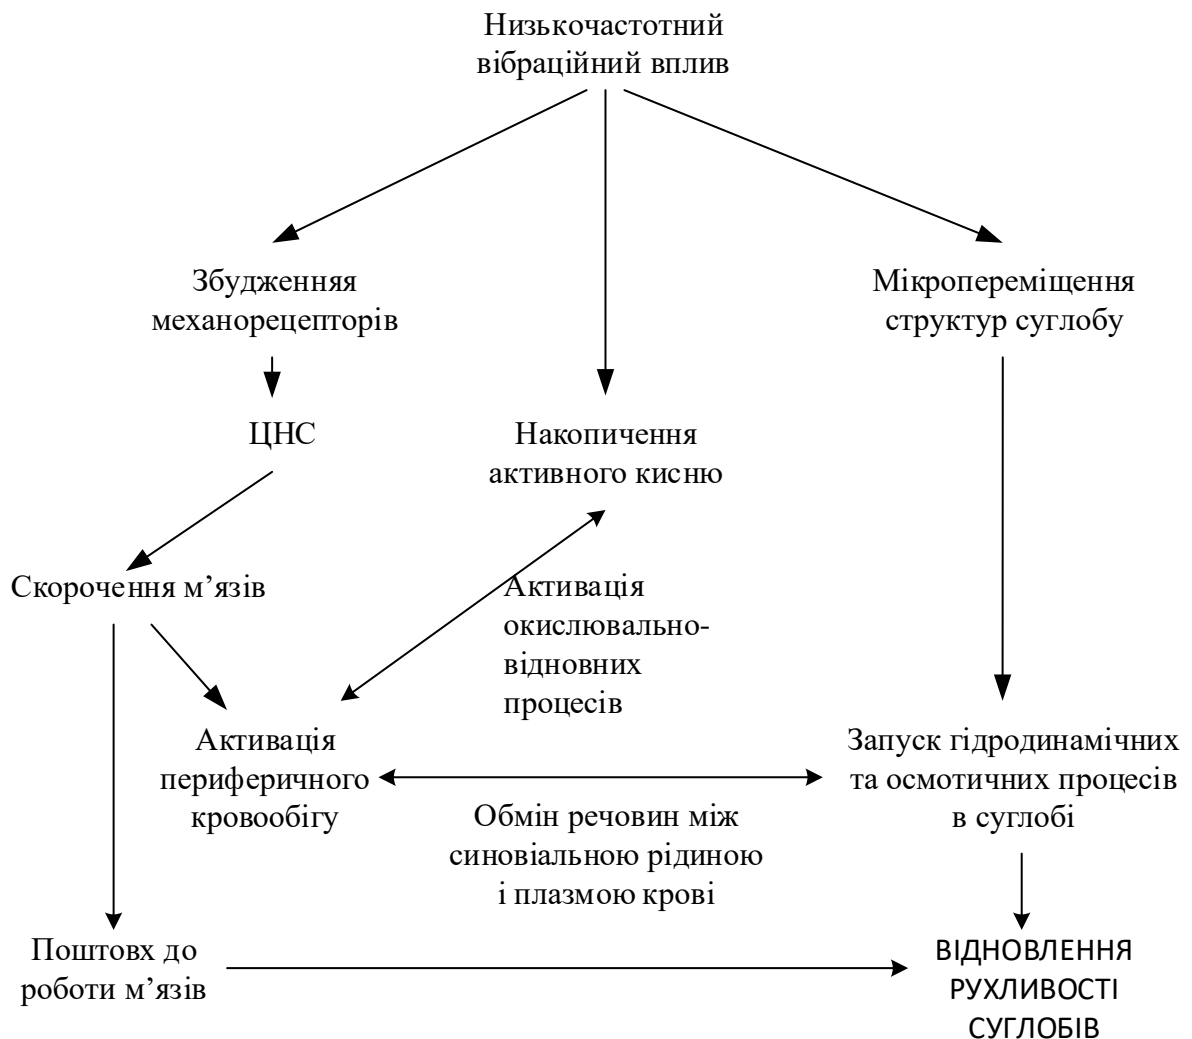 Низькочастотний
вібраційний вплив
Збудженняя
механорецепторів
Мікропереміщення
структур суглобу
ЦНС
Накопичення
активного кисню
Скорочення м’язів
Активація
окислювально-
відновних
процесів
Активація
периферичного
кровообігу
Запуск гідродинамічних
та осмотичних процесів
в суглобі
Обмін речовин між
синовіальною рідиною
і плазмою крові
Поштовх до
роботи м’язів
ВІДНОВЛЕННЯ
РУХЛИВОСТІ
СУГЛОБІВ